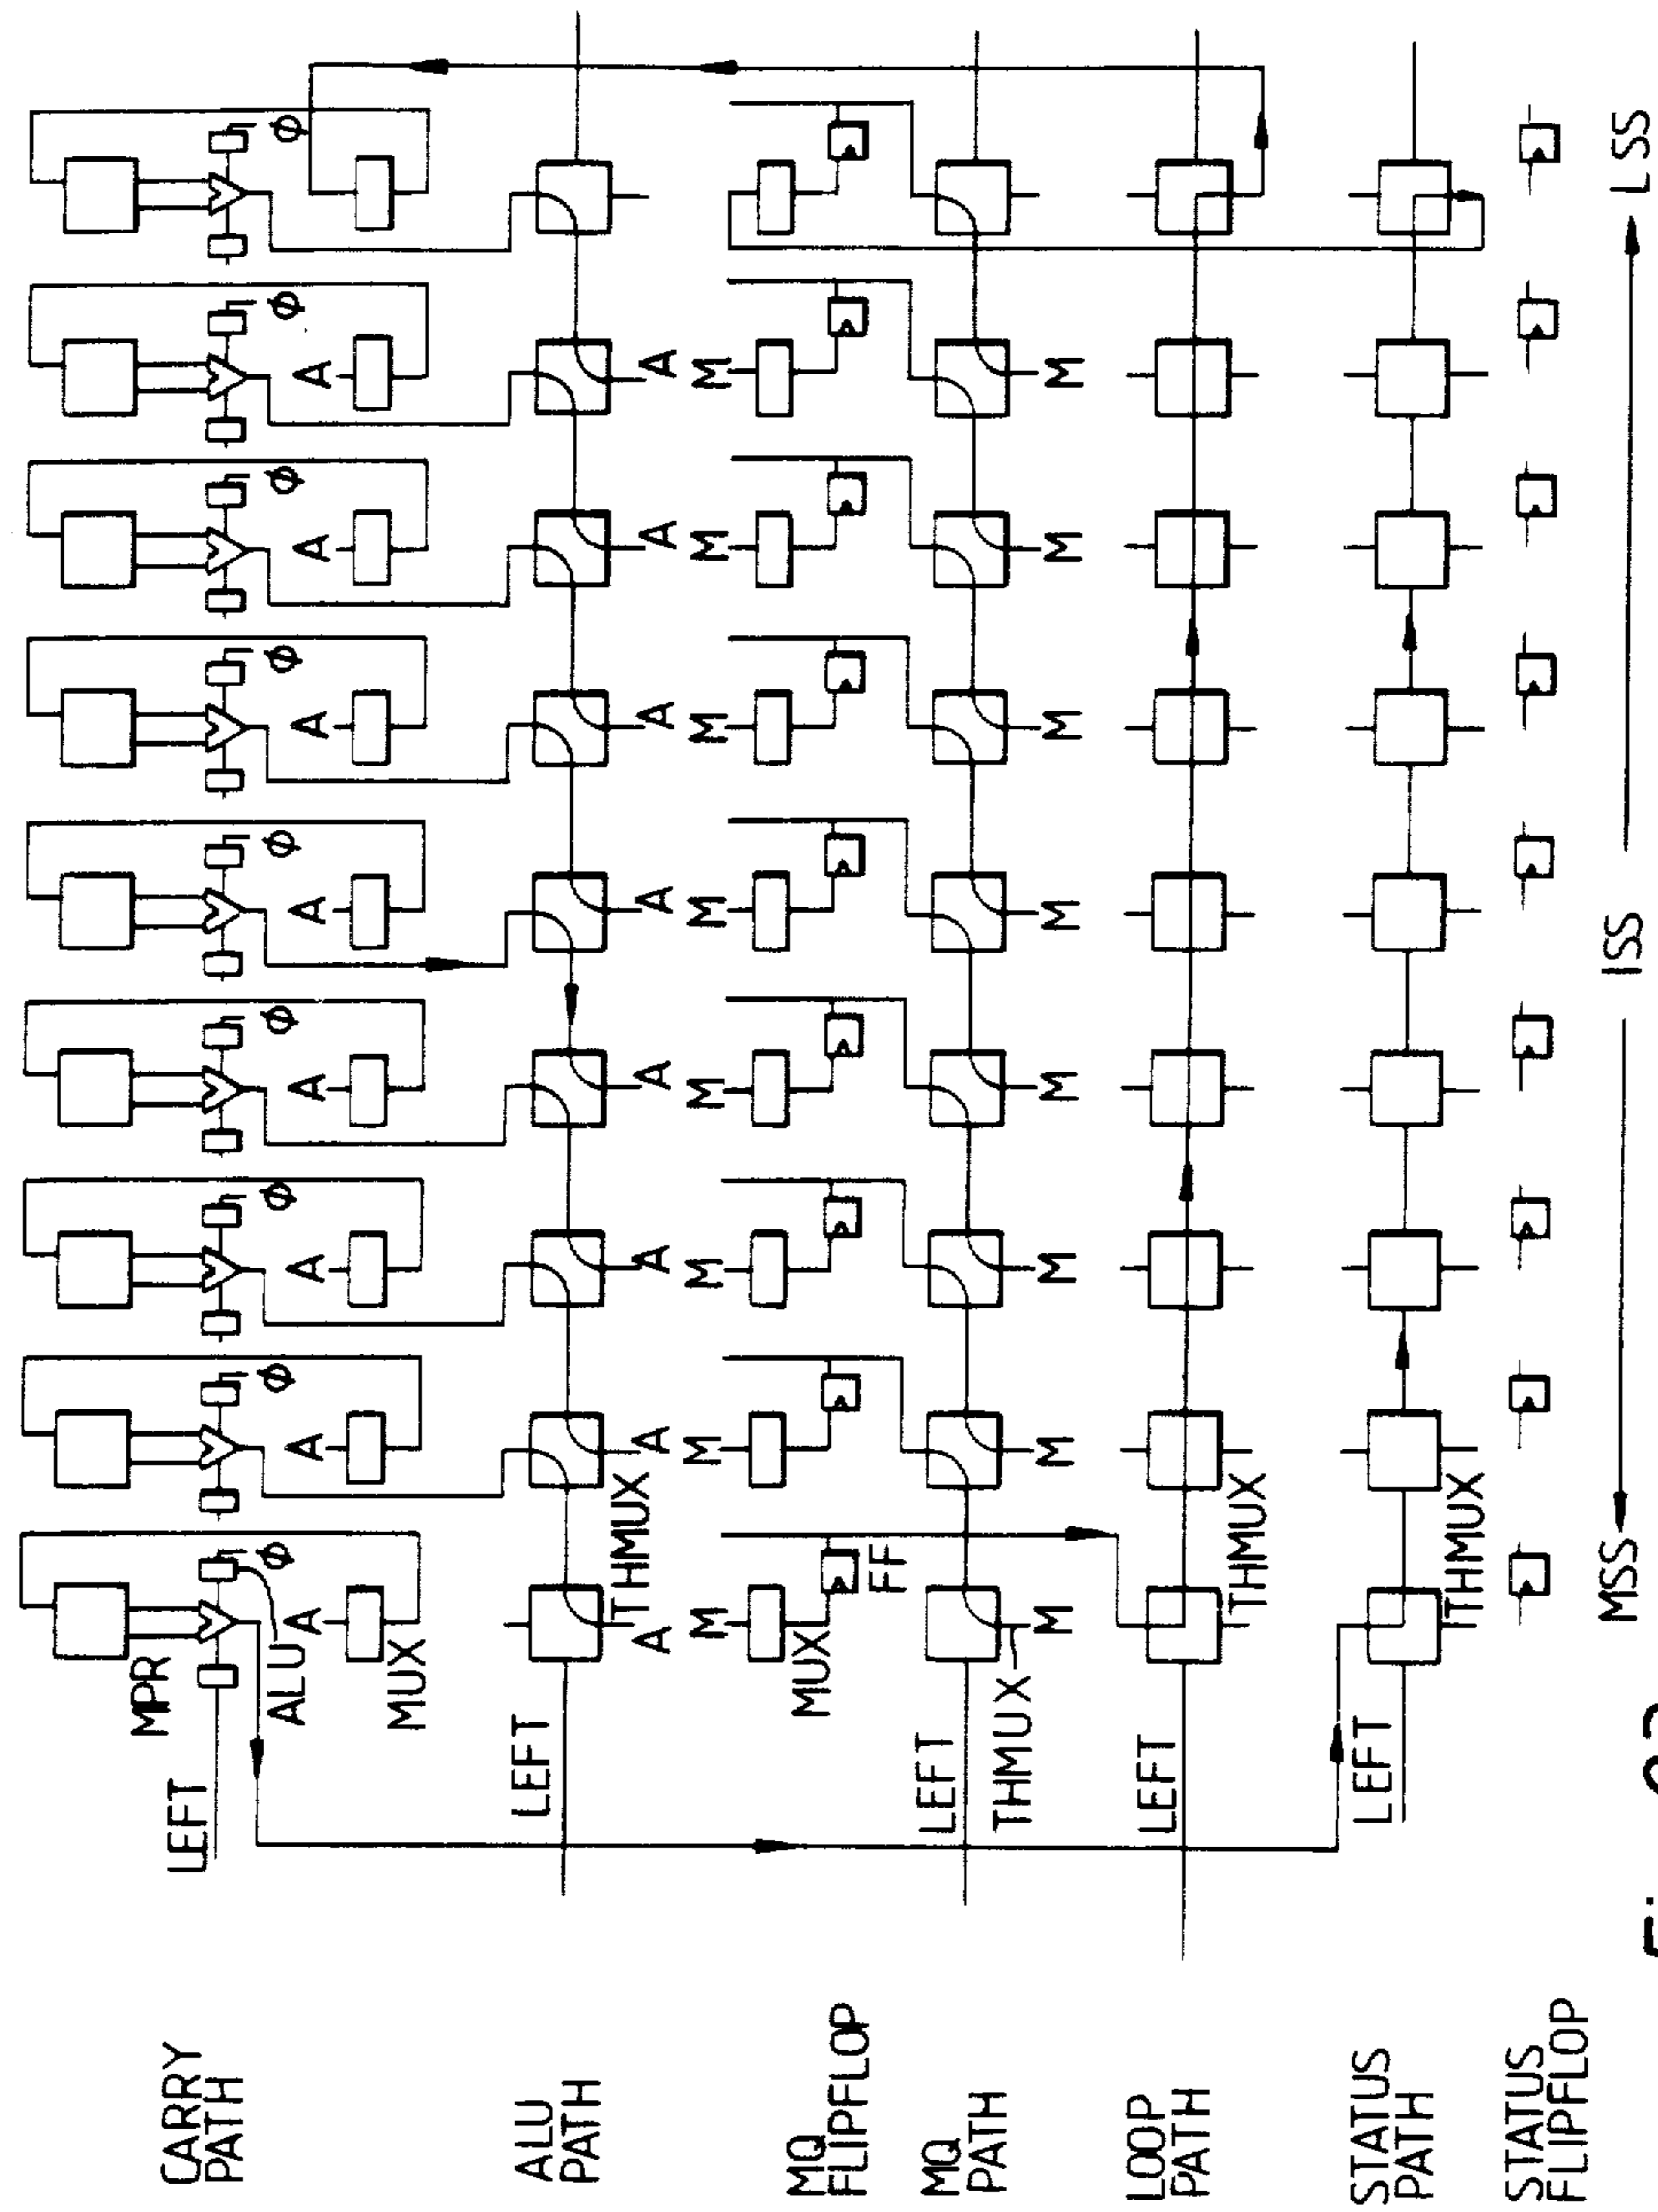 MPR
CARRY LEFT
PATH
ALU Φ Φ Φ Φ Φ Φ Φ Φ Φ
A A A A A A A A
MUX
ALU LEFT
PATH
THMUX
A A A A A A A A
M M M M M M M M
MQ MUX
FLIPFLOP
FF
MQ LEFT
PATH
THMUX
M M M M M M M M
LOOP LEFT
PATH
THMUX
STATUS LEFT
PATH
THMUX
STATUS
FLIPFLOP
MSS ISS LSS